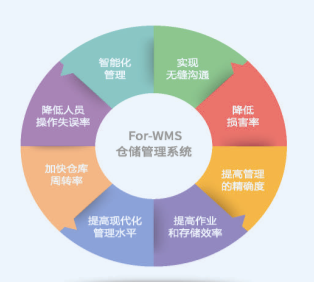 For-WMS
仓储管理系统
智能化
管理
实现
无缝沟通
降低
损害率
提高管理
的精确度
提高作业
和存储效率
提高现代化
管理水平
加快仓库
周转率
降低人员
操作失误率